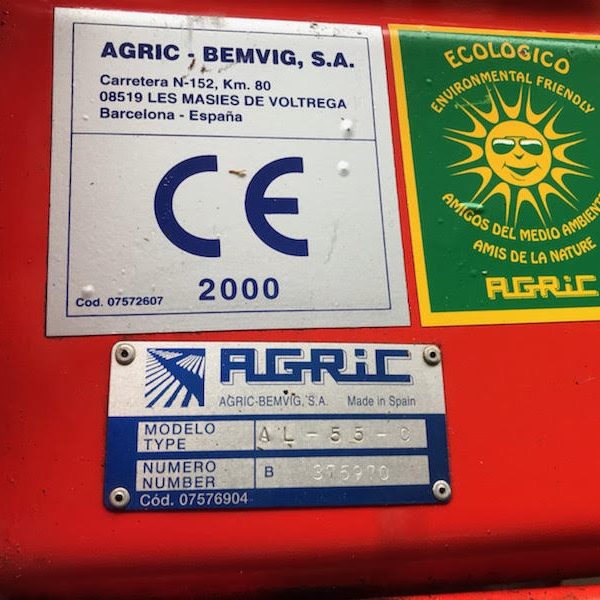 AGRIC - BEMVIG, S.A.
Carretera N-152, Km. 80
08519 LES MASIES DE VOLTREGA
Barcelona - España
CE
2000
Cod. 07572607
ECOLOGICO
ENVIRONMENTAL FRIENDLY
AMIGOS DEL MEDIO AMBIENTE
AMIS DE LA NATURE
AGRIC
AGRIC
AGRIC-BEMVIG, S.A. Made in Spain
MODELO
TYPE
AL-55-C
NUMERO
NUMBER
B 375970
Cód. 07576904